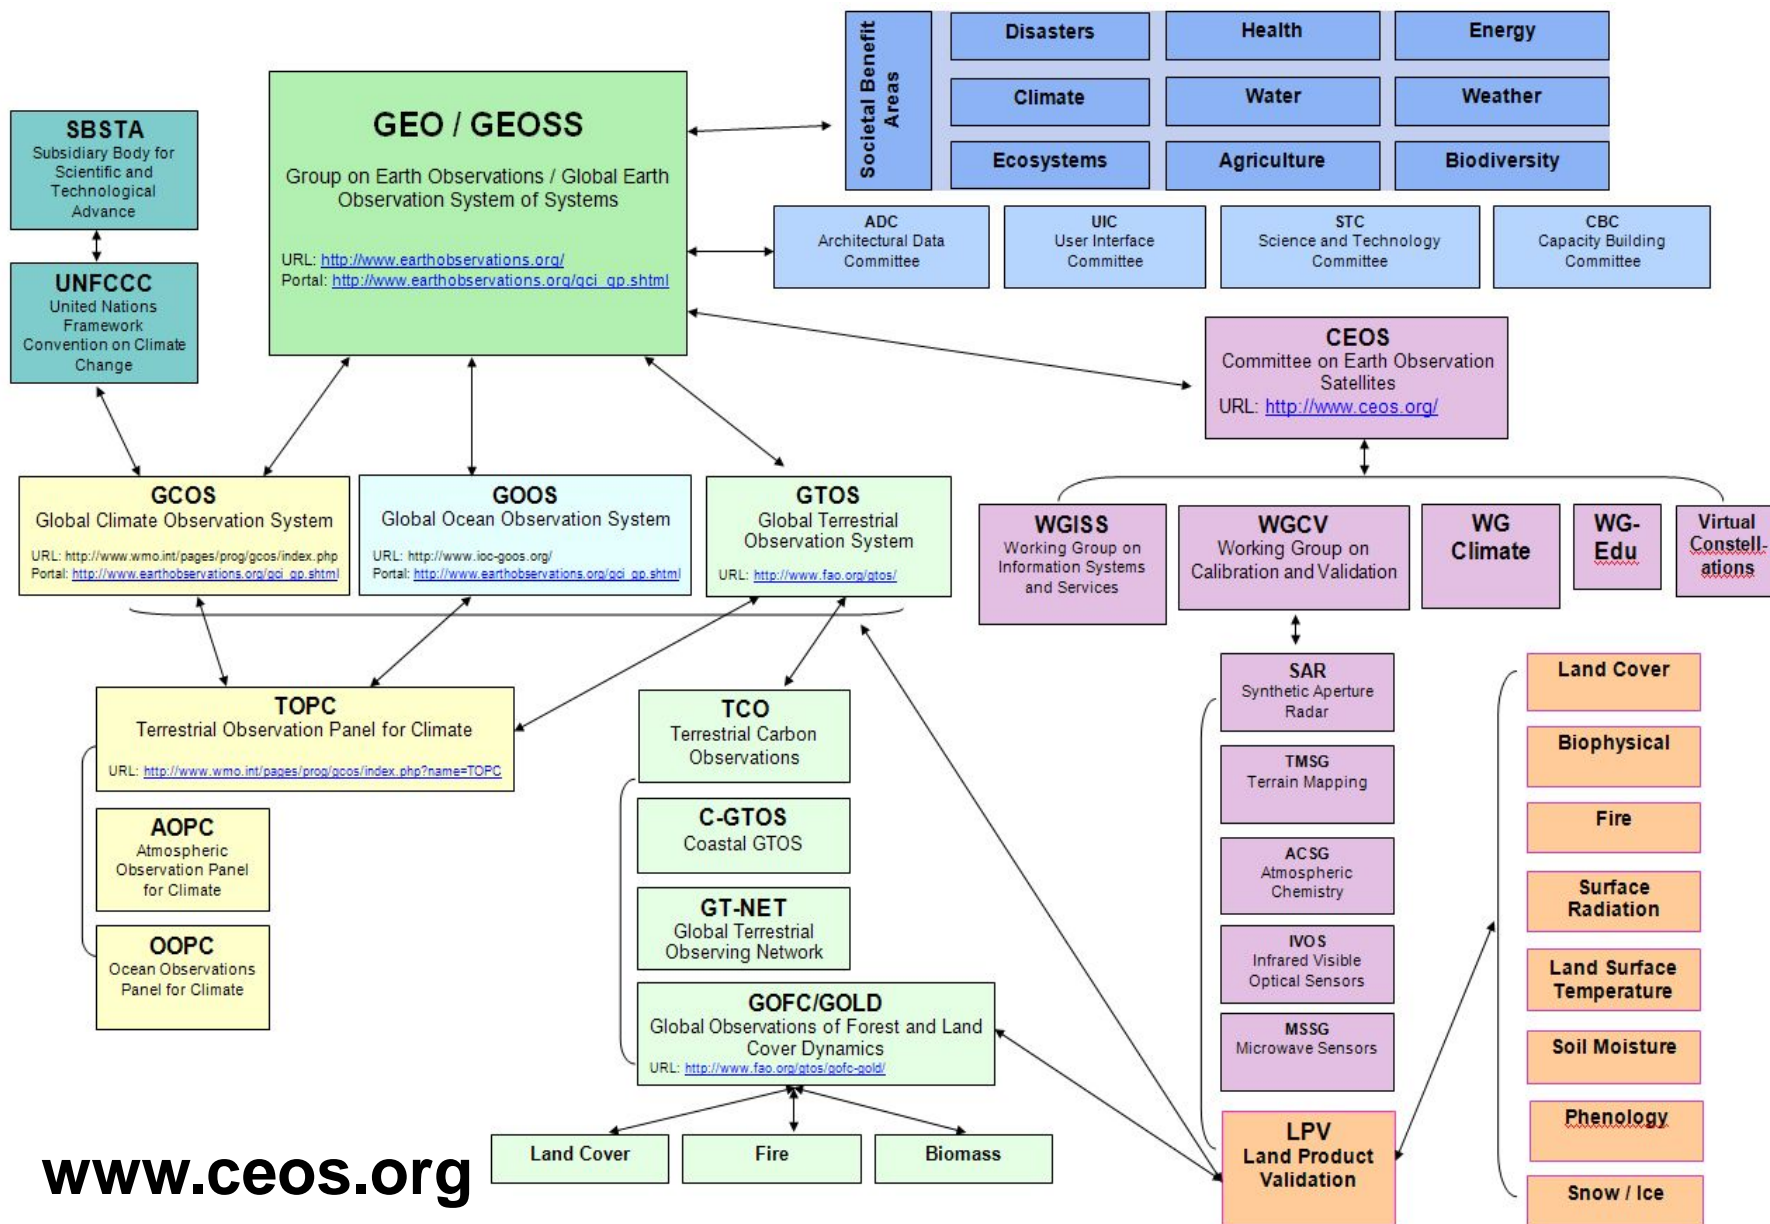 GEO / GEOSS
Group on Earth Observations / Global Earth
Observation System of Systems
URL: http://www.earthobservations.org/
Portal: http://www.earthobservations.org/gci_gp.shtml
Societal Benefit
Areas
Disasters
Health
Energy
Climate
Water
Weather
Ecosystems
Agriculture
Biodiversity
SBSTA
Subsidiary Body for
Scientific and
Technological
Advance
UNFCCC
United Nations
Framework
Convention on Climate
Change
ADC
Architectural Data
Committee
UIC
User Interface
Committee
STC
Science and Technology
Committee
CBC
Capacity Building
Committee
CEOS
Committee on Earth Observation
Satellites
URL: http://www.ceos.org/
GCOS
Global Climate Observation System
URL: http://www.wmo.int/pages/prog/gcos/index.php
Portal: http://www.earthobservations.org/gci_gp.shtml
GOOS
Global Ocean Observation System
URL: http://www.ioc-goos.org/
Portal: http://www.earthobservations.org/gci_gp.shtml
GTOS
Global Terrestrial
Observation System
URL: http://www.fao.org/gtos/
WGISS
Working Group on
Information Systems
and Services
WGCV
Working Group on
Calibration and Validation
WG
Climate
WG-
Edu
Virtual
Constell-
ations
TOPC
Terrestrial Observation Panel for Climate
URL: http://www.wmo.int/pages/prog/gcos/index.php?name=TOPC
AOPC
Atmospheric
Observation Panel
for Climate
OOPC
Ocean Observations
Panel for Climate
TCO
Terrestrial Carbon
Observations
C-GTOS
Coastal GTOS
GT-NET
Global Terrestrial
Observing Network
GOFC/GOLD
Global Observations of Forest and Land
Cover Dynamics
URL: http://www.fao.org/gtos/gofc-gold/
Land Cover
Fire
Biomass
SAR
Synthetic Aperture
Radar
TMSG
Terrain Mapping
ACSG
Atmospheric
Chemistry
IVOS
Infrared Visible
Optical Sensors
MSSG
Microwave Sensors
LPV
Land Product
Validation
Land Cover
Biophysical
Fire
Surface
Radiation
Land Surface
Temperature
Soil Moisture
Phenology
Snow / Ice
www.ceos.org